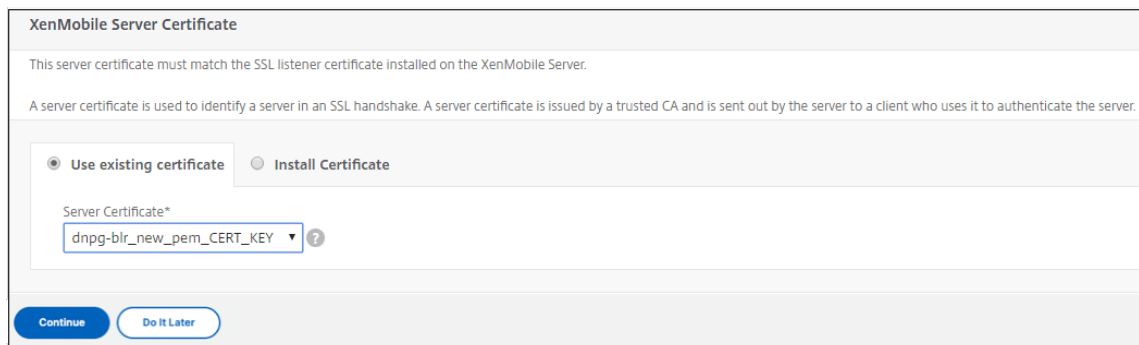 XenMobile Server Certificate
This server certificate must match the SSL listener certificate installed on the XenMobile Server.
A server certificate is used to identify a server in an SSL handshake. A server certificate is issued by a trusted CA and is sent out by the server to a client who uses it to authenticate the server.
Use existing certificate Install Certificate
Server Certificate*
dnpg-blr_new_pem_CERT_KEY ?
Continue Do It Later